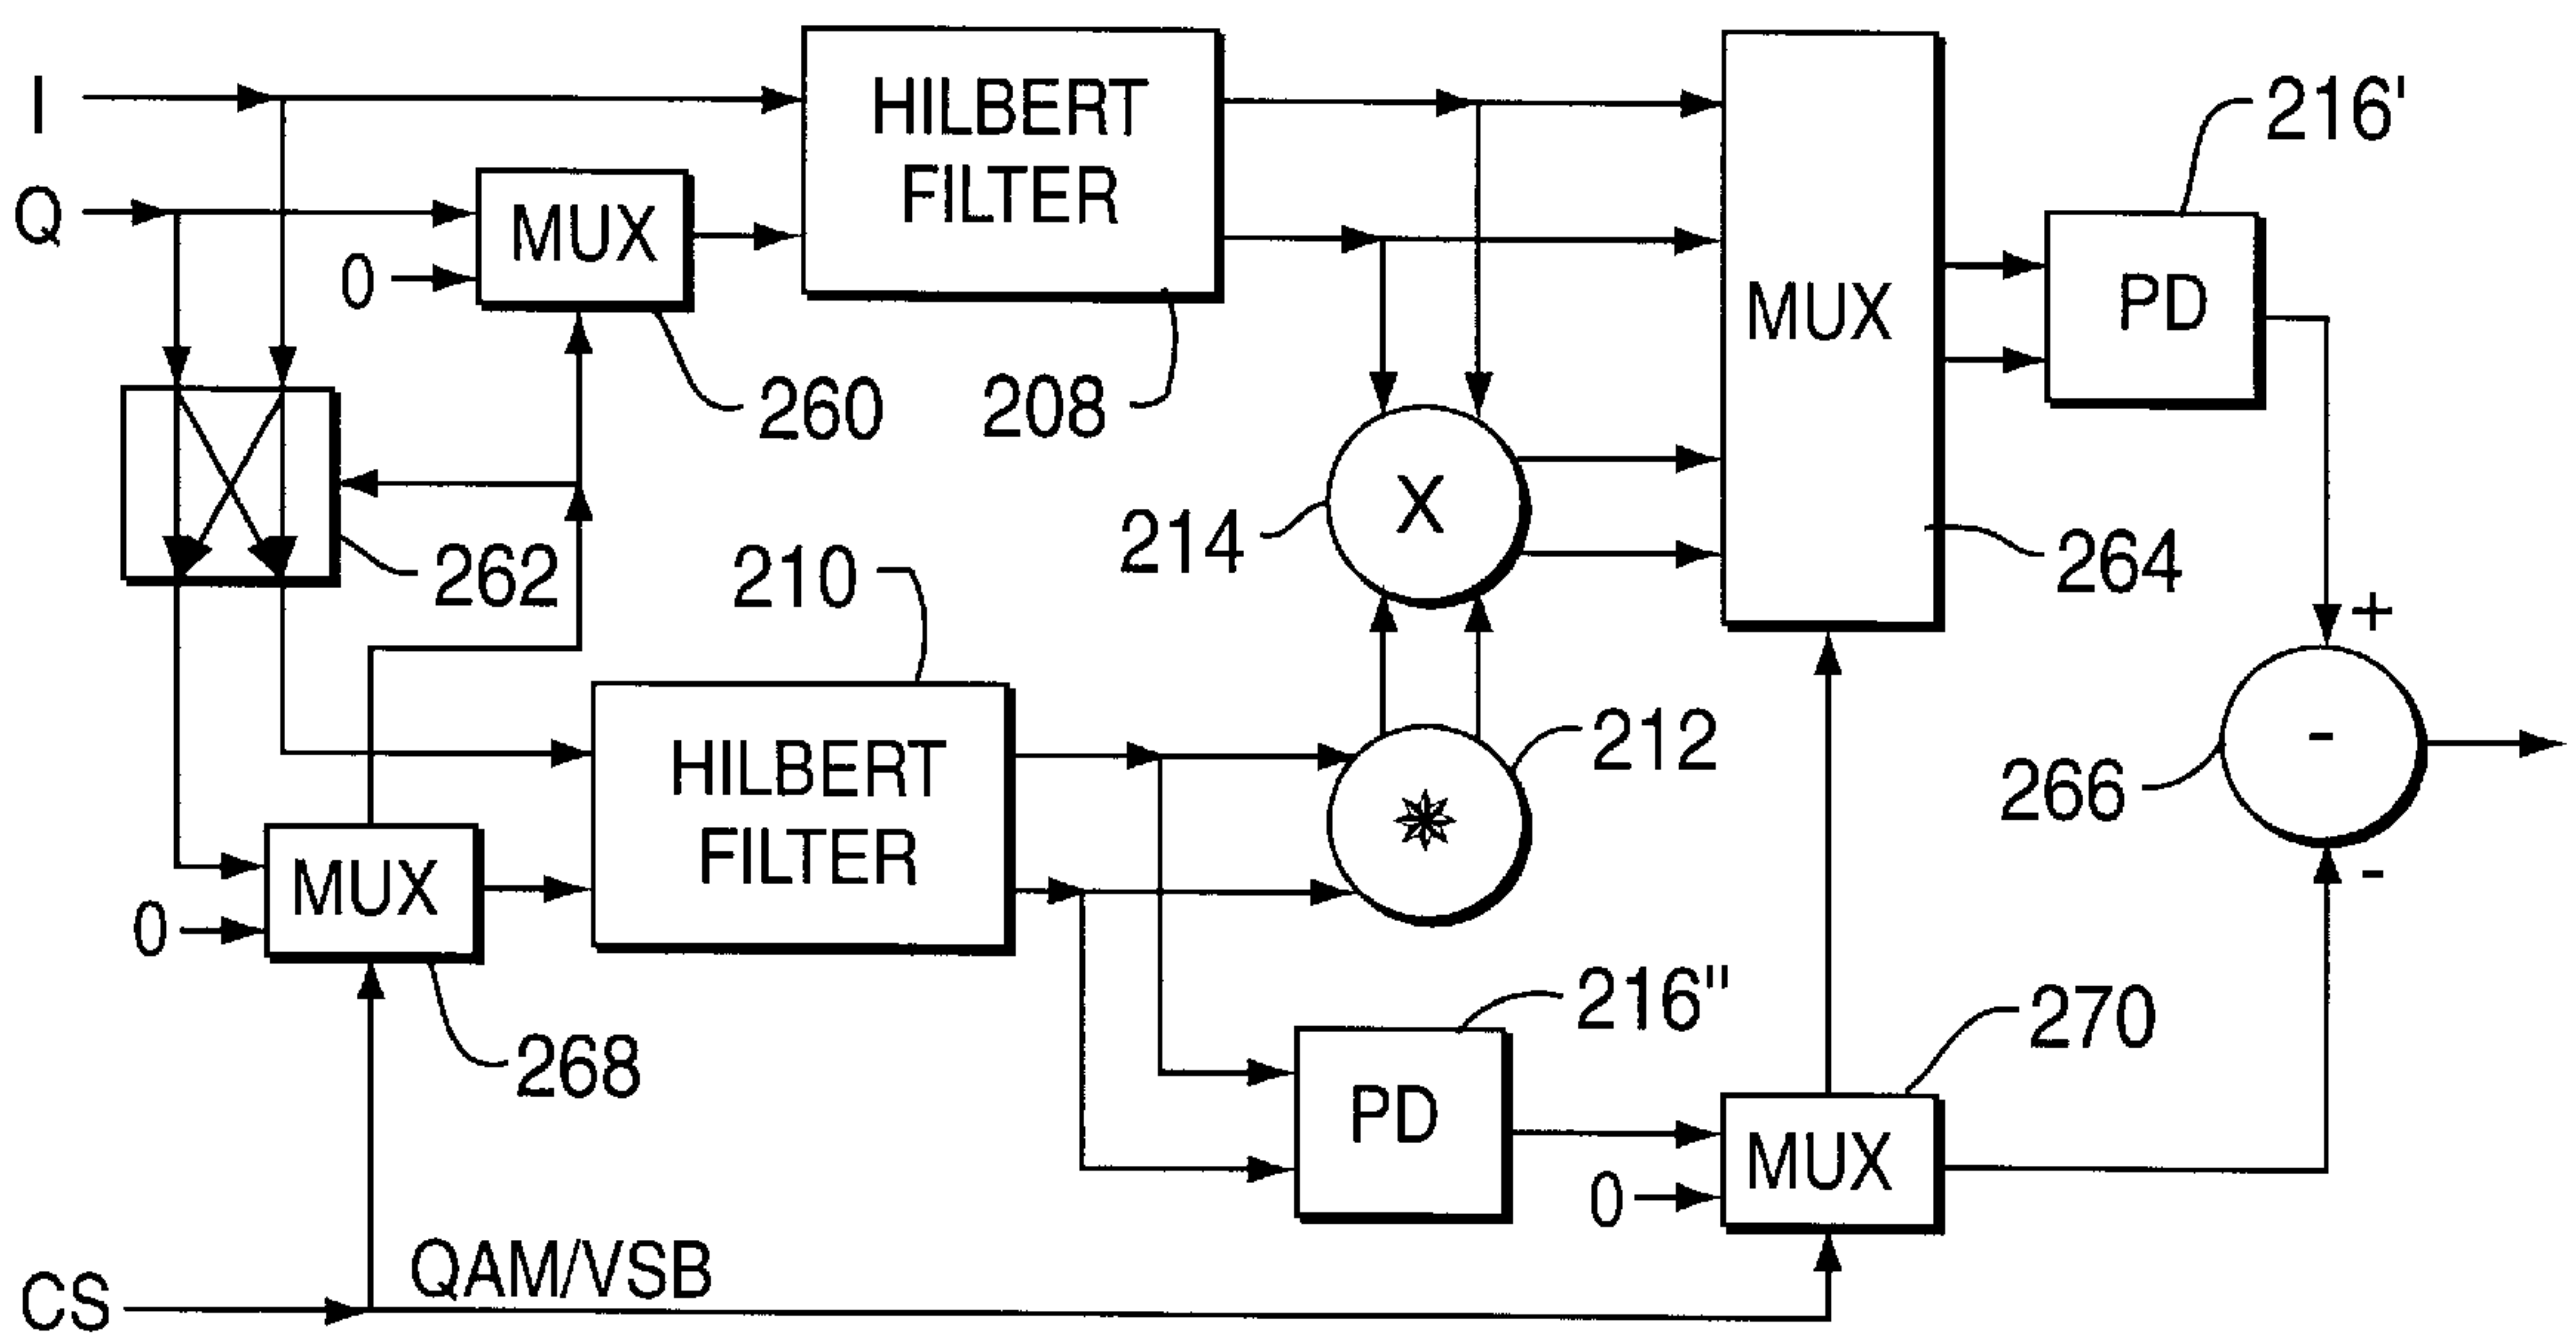 I
HILBERT
FILTER
MUX
216'
Q
MUX
0
PD
260
208
X
214
264
262
210
+
HILBERT
FILTER
212
-
266
MUX
0
-
216"
270
268
PD
MUX
0
QAM/VSB
CS